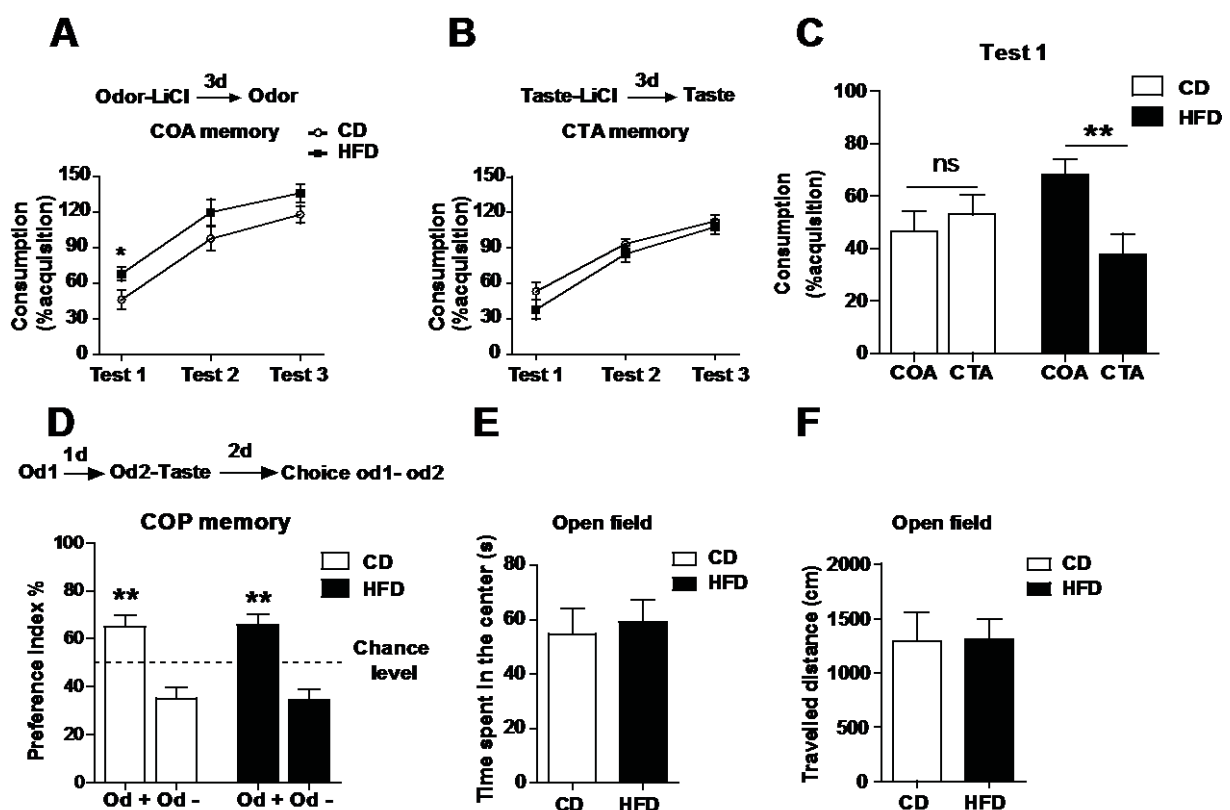 A
Odor-LiCl 3d Odor
COA memory
CD
HFD
Consumption
(%acquisition)
150
120
90
60
30
0
*
Test 1 Test 2 Test 3
B
Taste-LiCl 3d Taste
CTA memory
Consumption
(%acquisition)
150
120
90
60
30
0
Test 1 Test 2 Test 3
C
Test 1
CD
HFD
Consumption
(%acquisition)
100
80
60
40
20
0
ns
**
COA CTA COA CTA
D
Od1 1d Od2-Taste 2d Choice od1- od2
COP memory
CD
HFD
Preference Index %
100
80
60
40
20
0
** **
Chance
level
Od + Od - Od + Od -
E
Open field
CD
HFD
Time spent in the center (s)
80
60
40
20
0
CD HFD
F
Open field
CD
HFD
Travelled distance (cm)
2000
1500
1000
500
0
CD HFD